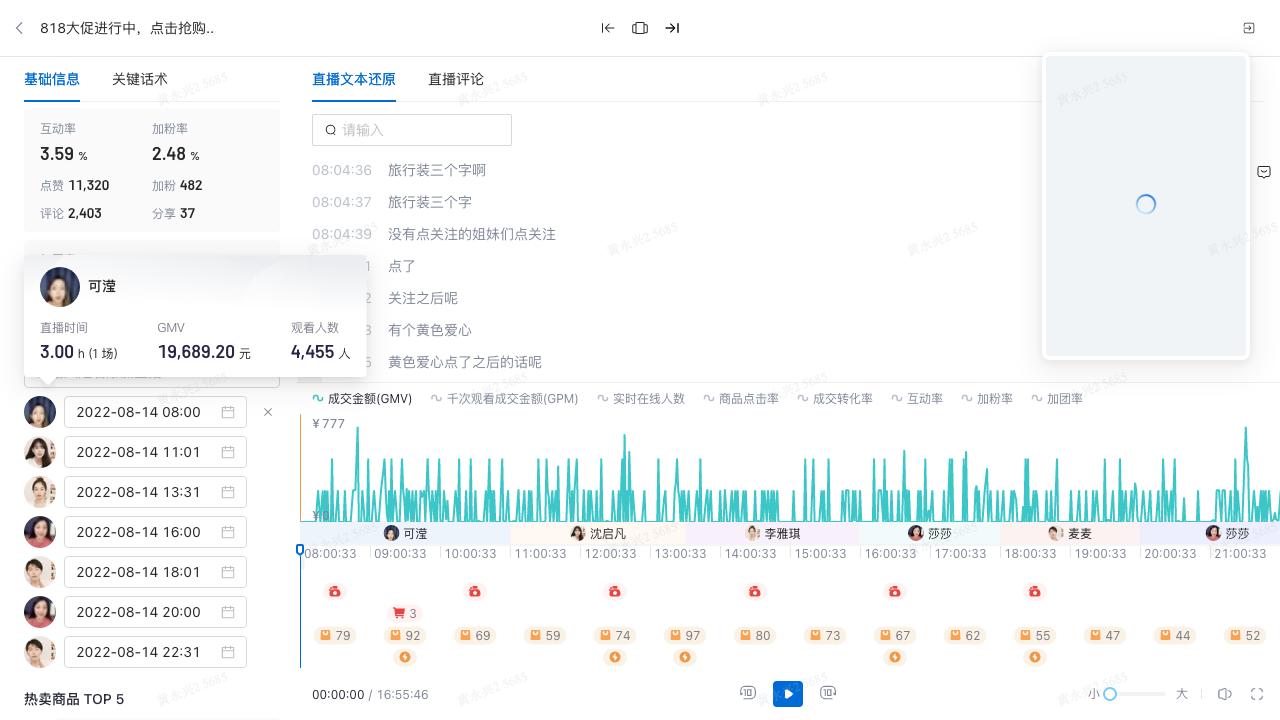 818大促进行中，点击抢购..
基础信息
关键话术
直播文本还原
直播评论
互动率
加粉率
3.59 %
2.48 %
点赞 11,320
加粉 482
评论 2,403
分享 37
请输入
08:04:36 旅行装三个字啊
08:04:37 旅行装三个字
08:04:39 没有点关注的姐妹们点关注
点了
关注之后呢
有个黄色爱心
黄色爱心点了之后的话呢
可滢
直播时间
GMV
观看人数
3.00 h (1 场)
19,689.20 元
4,455 人
2022-08-14 08:00
2022-08-14 11:01
2022-08-14 13:31
2022-08-14 16:00
2022-08-14 18:01
2022-08-14 20:00
2022-08-14 22:31
热卖商品 TOP 5
成交金额(GMV)
千次观看成交金额(GPM)
实时在线人数
商品点击率
成交转化率
互动率
加粉率
加团率
¥777
¥0
可滢
沈启凡
李雅琪
莎莎
麦麦
莎莎
08:00:33 09:00:33 10:00:33 11:00:33 12:00:33 13:00:33 14:00:33 15:00:33 16:00:33 17:00:33 18:00:33 19:00:33 20:00:33 21:00:33
3
79 92 69 59 74 97 80 73 67 62 55 47 44 52
00:00:00 / 16:55:46
10
10
小
大
黄永兴2 5685